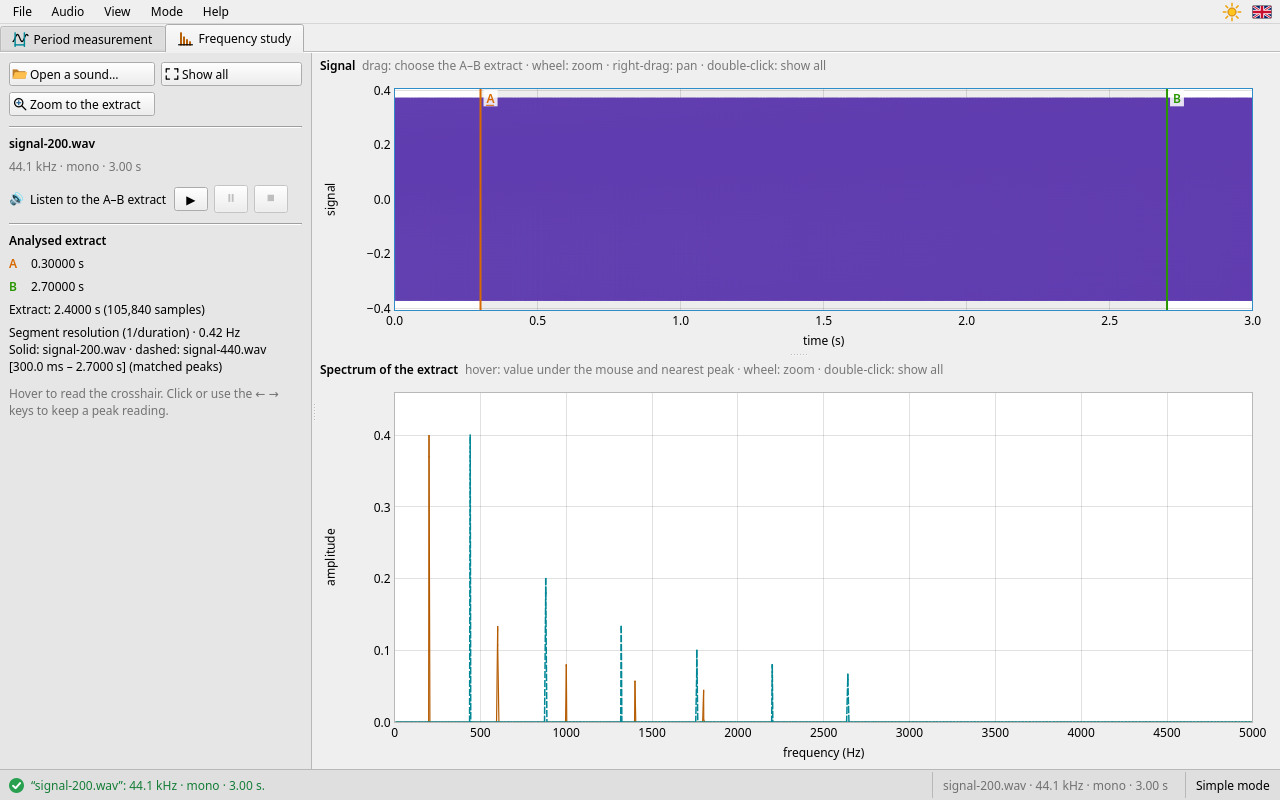 File Audio View Mode Help
Period measurement Frequency study
Open a sound... Show all
Zoom to the extract
signal-200.wav
44.1 kHz · mono · 3.00 s
Listen to the A–B extract
Analysed extract
A 0.30000 s
B 2.70000 s
Extract: 2.4000 s (105,840 samples)
Segment resolution (1/duration) · 0.42 Hz
Solid: signal-200.wav · dashed: signal-440.wav
[300.0 ms – 2.7000 s] (matched peaks)
Hover to read the crosshair. Click or use the ← →
keys to keep a peak reading.
Signal drag: choose the A–B extract · wheel: zoom · right-drag: pan · double-click: show all
A B
0.4
0.2
0.0
−0.2
−0.4
signal
0.0 0.5 1.0 1.5 2.0 2.5 3.0
time (s)
Spectrum of the extract hover: value under the mouse and nearest peak · wheel: zoom · double-click: show all
0.4
0.3
0.2
0.1
0.0
amplitude
0 500 1000 1500 2000 2500 3000 3500 4000 4500 5000
frequency (Hz)
“signal-200.wav”: 44.1 kHz · mono · 3.00 s.
signal-200.wav · 44.1 kHz · mono · 3.00 s
Simple mode